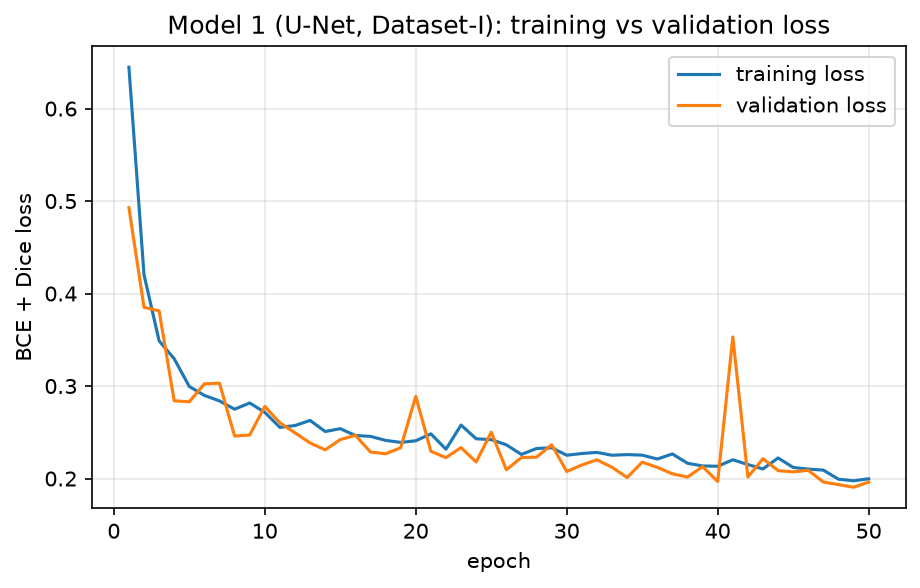 Model 1 (U-Net, Dataset-I): training vs validation loss
training loss
validation loss
BCE + Dice loss
0.6
0.5
0.4
0.3
0.2
0 10 20 30 40 50
epoch